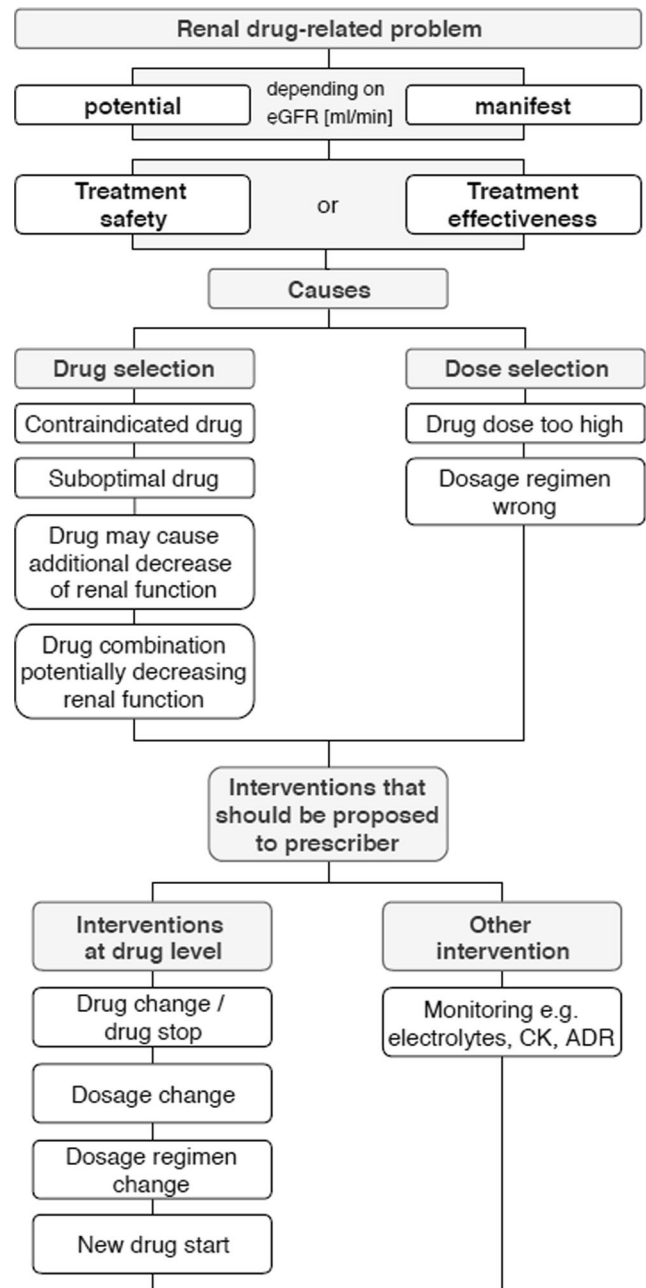 Renal drug-related problem
potential
depending on
eGFR [ml/min]
manifest
Treatment
safety
or
Treatment
effectiveness
Causes
Drug selection
Dose selection
Contraindicated drug
Drug dose too high
Suboptimal drug
Dosage regimen
wrong
Drug may cause
additional decrease
of renal function
Drug combination
potentially decreasing
renal function
Interventions that
should be proposed
to prescriber
Interventions
at drug level
Other
intervention
Drug change /
drug stop
Monitoring e.g.
electrolytes, CK, ADR
Dosage change
Dosage regimen
change
New drug start